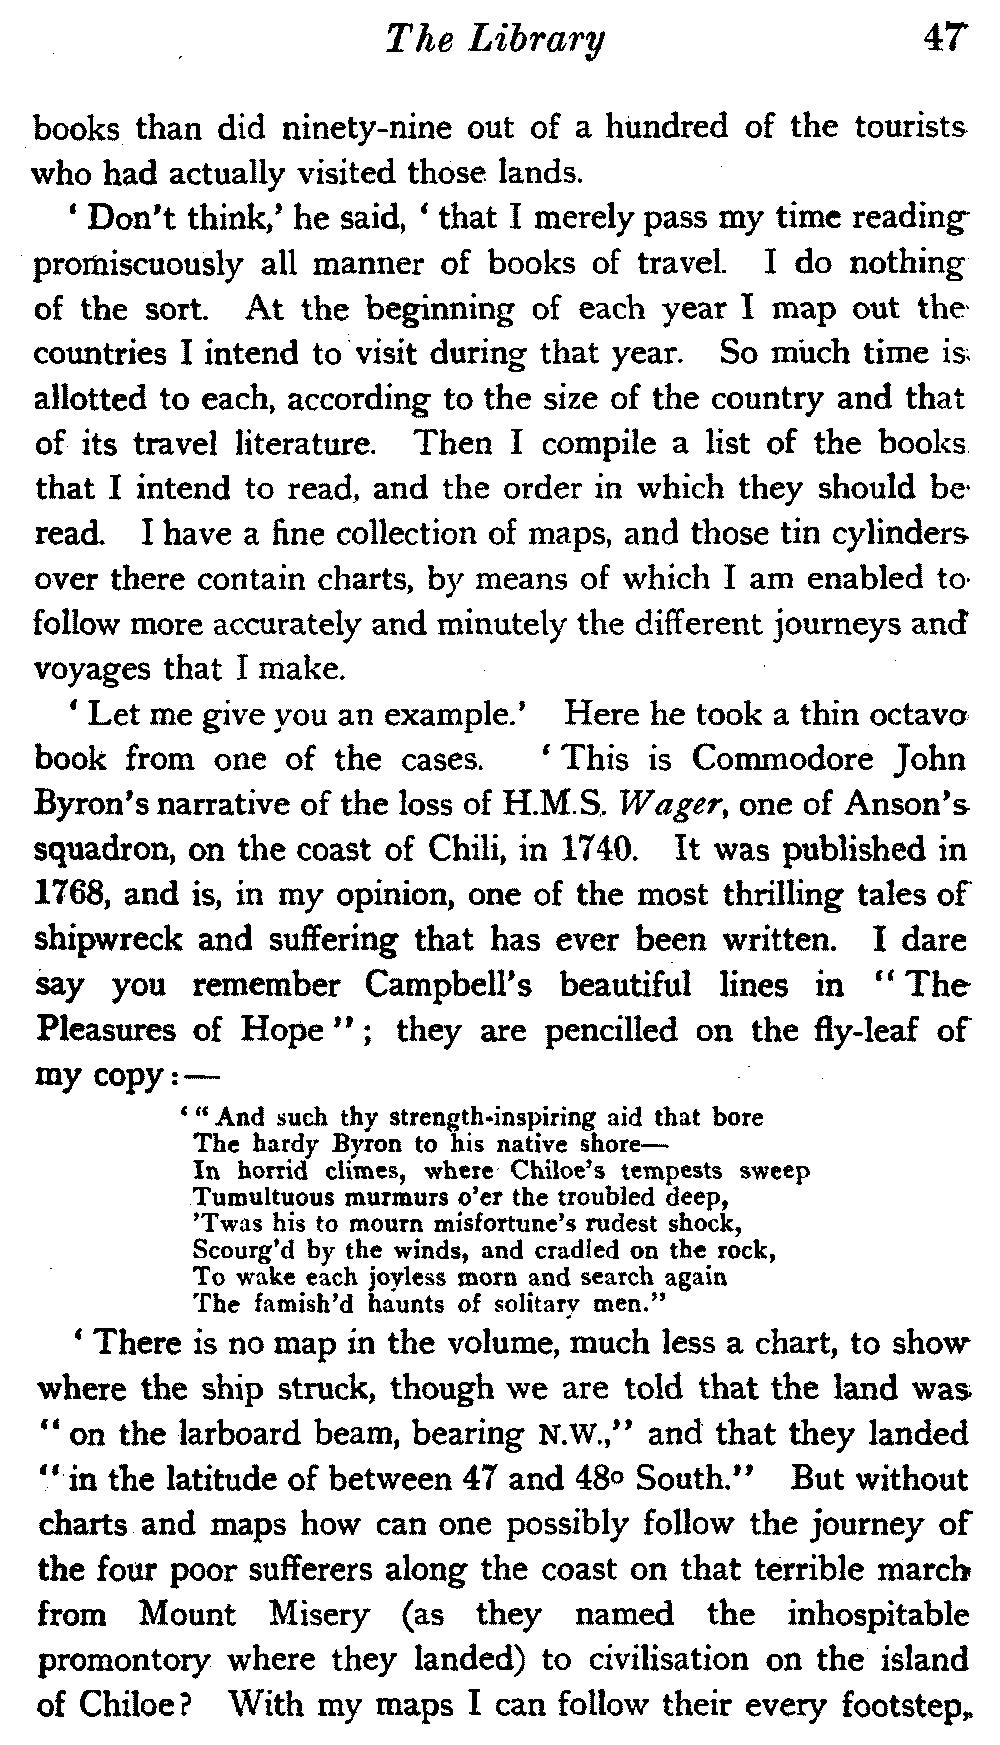 The Library 47
books than did ninety-nine out of a hundred of the tourists
who had actually visited those lands.
‘ Don’t think,’ he said, ‘ that I merely pass my time reading
promiscuously all manner of books of travel. I do nothing
of the sort. At the beginning of each year I map out the
countries I intend to visit during that year. So much time is
allotted to each, according to the size of the country and that
of its travel literature. Then I compile a list of the books
that I intend to read, and the order in which they should be
read. I have a fine collection of maps, and those tin cylinders
over there contain charts, by means of which I am enabled to
follow more accurately and minutely the different journeys and
voyages that I make.
‘ Let me give you an example.’ Here he took a thin octavo
book from one of the cases. ‘ This is Commodore John
Byron’s narrative of the loss of H.M.S. Wager, one of Anson’s
squadron, on the coast of Chili, in 1740. It was published in
1768, and is, in my opinion, one of the most thrilling tales of
shipwreck and suffering that has ever been written. I dare
say you remember Campbell’s beautiful lines in “ The
Pleasures of Hope ” ; they are pencilled on the fly-leaf of
my copy :—
‘ “ And such thy strength-inspiring aid that bore
The hardy Byron to his native shore—
In horrid climes, where Chiloe’s tempests sweep
Tumultuous murmurs o’er the troubled deep,
’Twas his to mourn misfortune’s rudest shock,
Scourg’d by the winds, and cradled on the rock,
To wake each joyless morn and search again
The famish’d haunts of solitary men.”
‘ There is no map in the volume, much less a chart, to show
where the ship struck, though we are told that the land was
“ on the larboard beam, bearing N.W.,” and that they landed
“ in the latitude of between 47 and 48o South.” But without
charts and maps how can one possibly follow the journey of
the four poor sufferers along the coast on that terrible march
from Mount Misery (as they named the inhospitable
promontory where they landed) to civilisation on the island
of Chiloe? With my maps I can follow their every footstep,